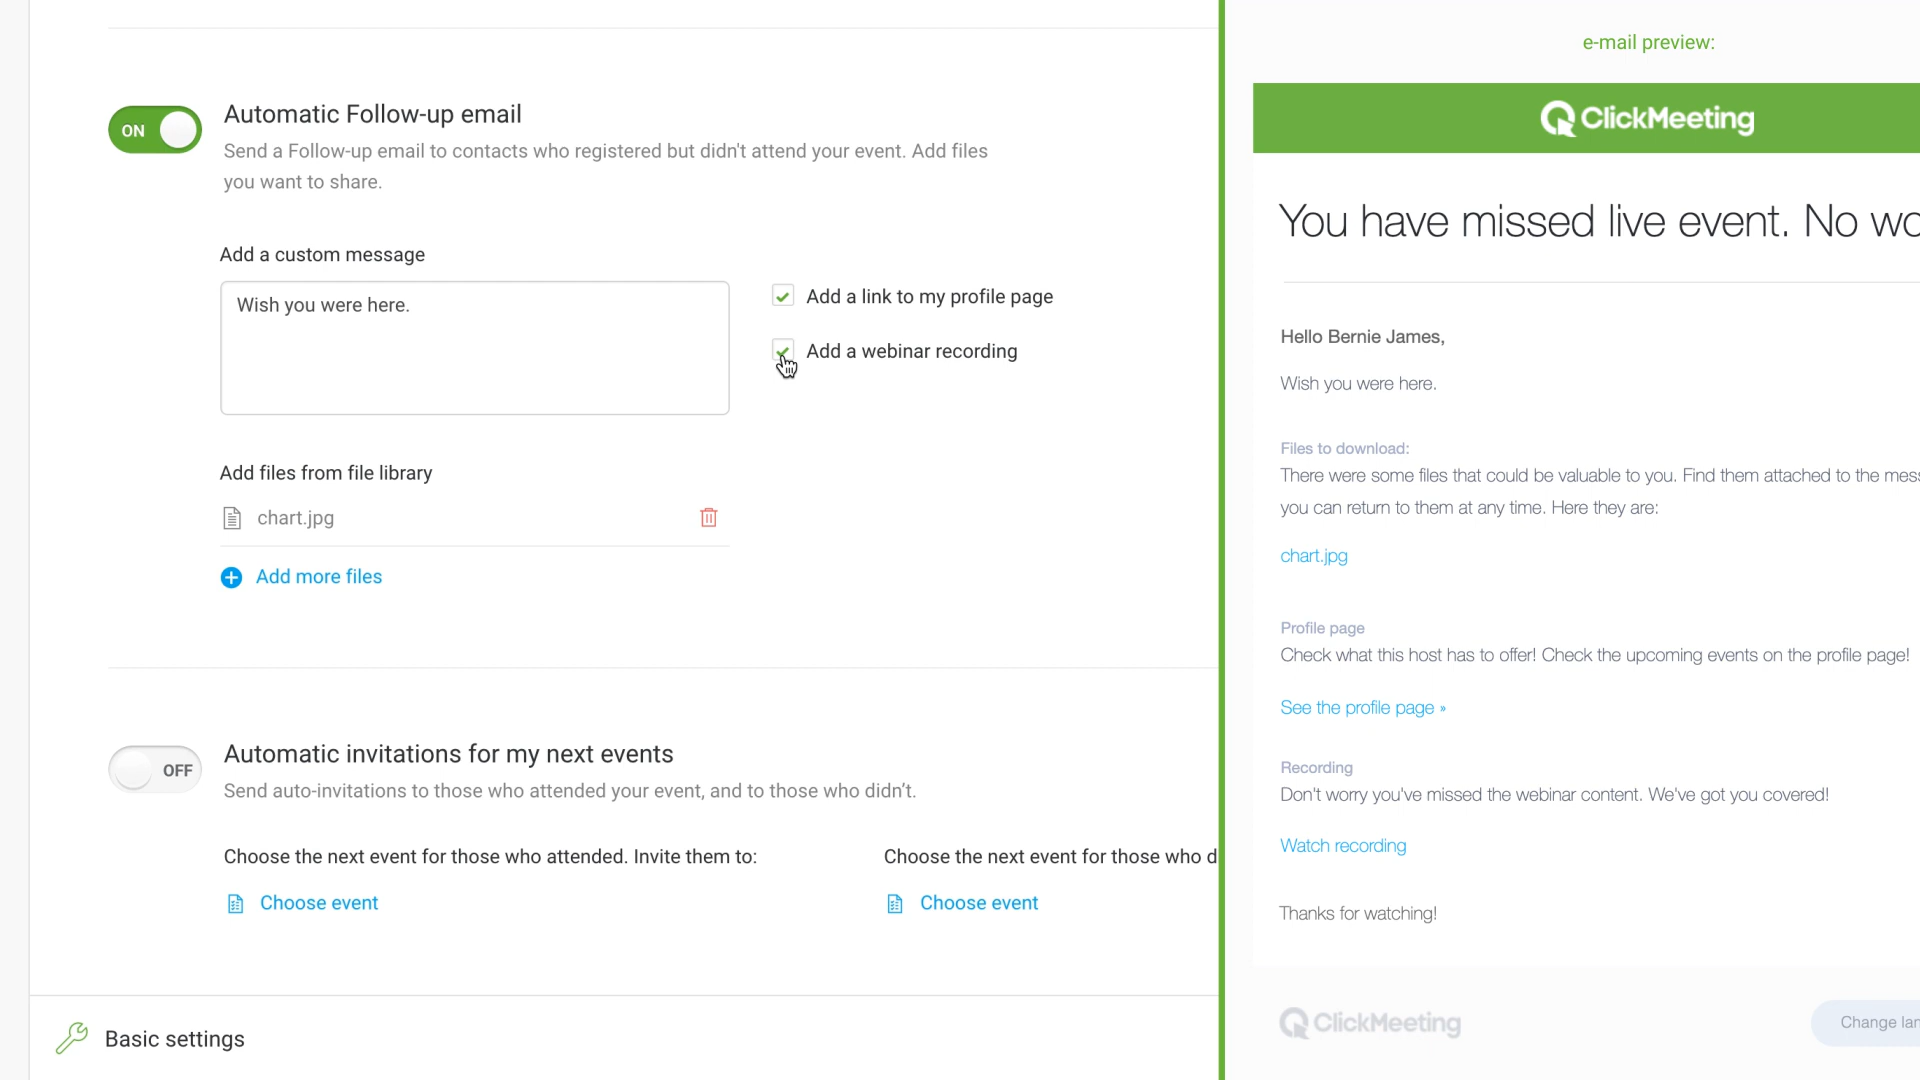 ON
Automatic Follow-up email
Send a Follow-up email to contacts who registered but didn't attend your event. Add files
you want to share.
Add a custom message
Wish you were here.
Add a link to my profile page
Add a webinar recording
Add files from file library
chart.jpg
Add more files
OFF
Automatic invitations for my next events
Send auto-invitations to those who attended your event, and to those who didn't.
Choose the next event for those who attended. Invite them to:
Choose event
Choose the next event for those who d
Choose event
Basic settings
e-mail preview:
ClickMeeting
You have missed live event. No wo
Hello Bernie James,
Wish you were here.
Files to download:
There were some files that could be valuable to you. Find them attached to the mess
you can return to them at any time. Here they are:
chart.jpg
Profile page
Check what this host has to offer! Check the upcoming events on the profile page!
See the profile page »
Recording
Don't worry you've missed the webinar content. We've got you covered!
Watch recording
Thanks for watching!
ClickMeeting
Change lan